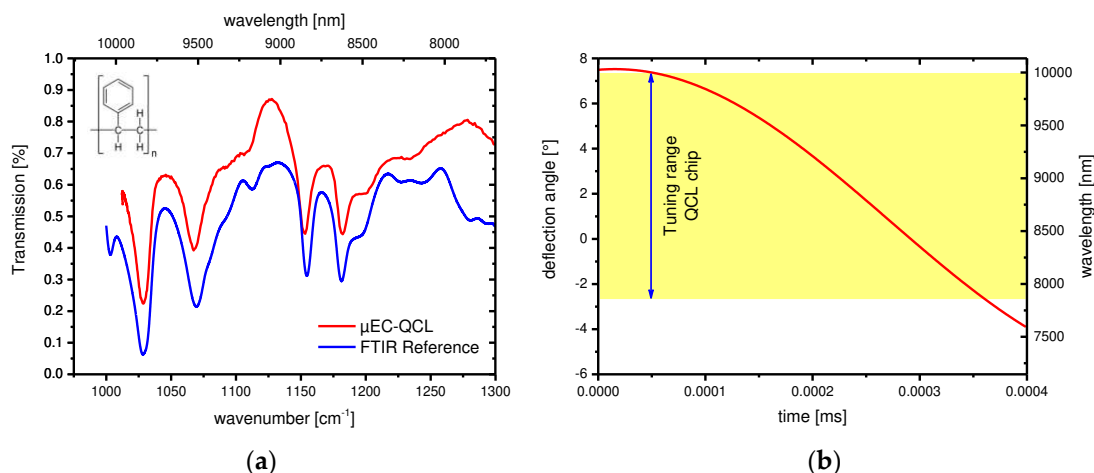 wavelength [nm]
10000 9500 9000 8500 8000
1.0
0.9
0.8
0.7
0.6
0.5
0.4
0.3
0.2
0.1
0.0
Transmission [%]
H
C C
H H
n
μEC-QCL
FTIR Reference
1000 1050 1100 1150 1200 1250 1300
wavenumber [cm-1]
(a)
8
6
4
2
0
-2
-4
-6
deflection angle [°]
Tuning range
QCL chip
10000
9500
9000
8500
8000
7500
wavelength [nm]
0.0000 0.0001 0.0002 0.0003 0.0004
time [ms]
(b)